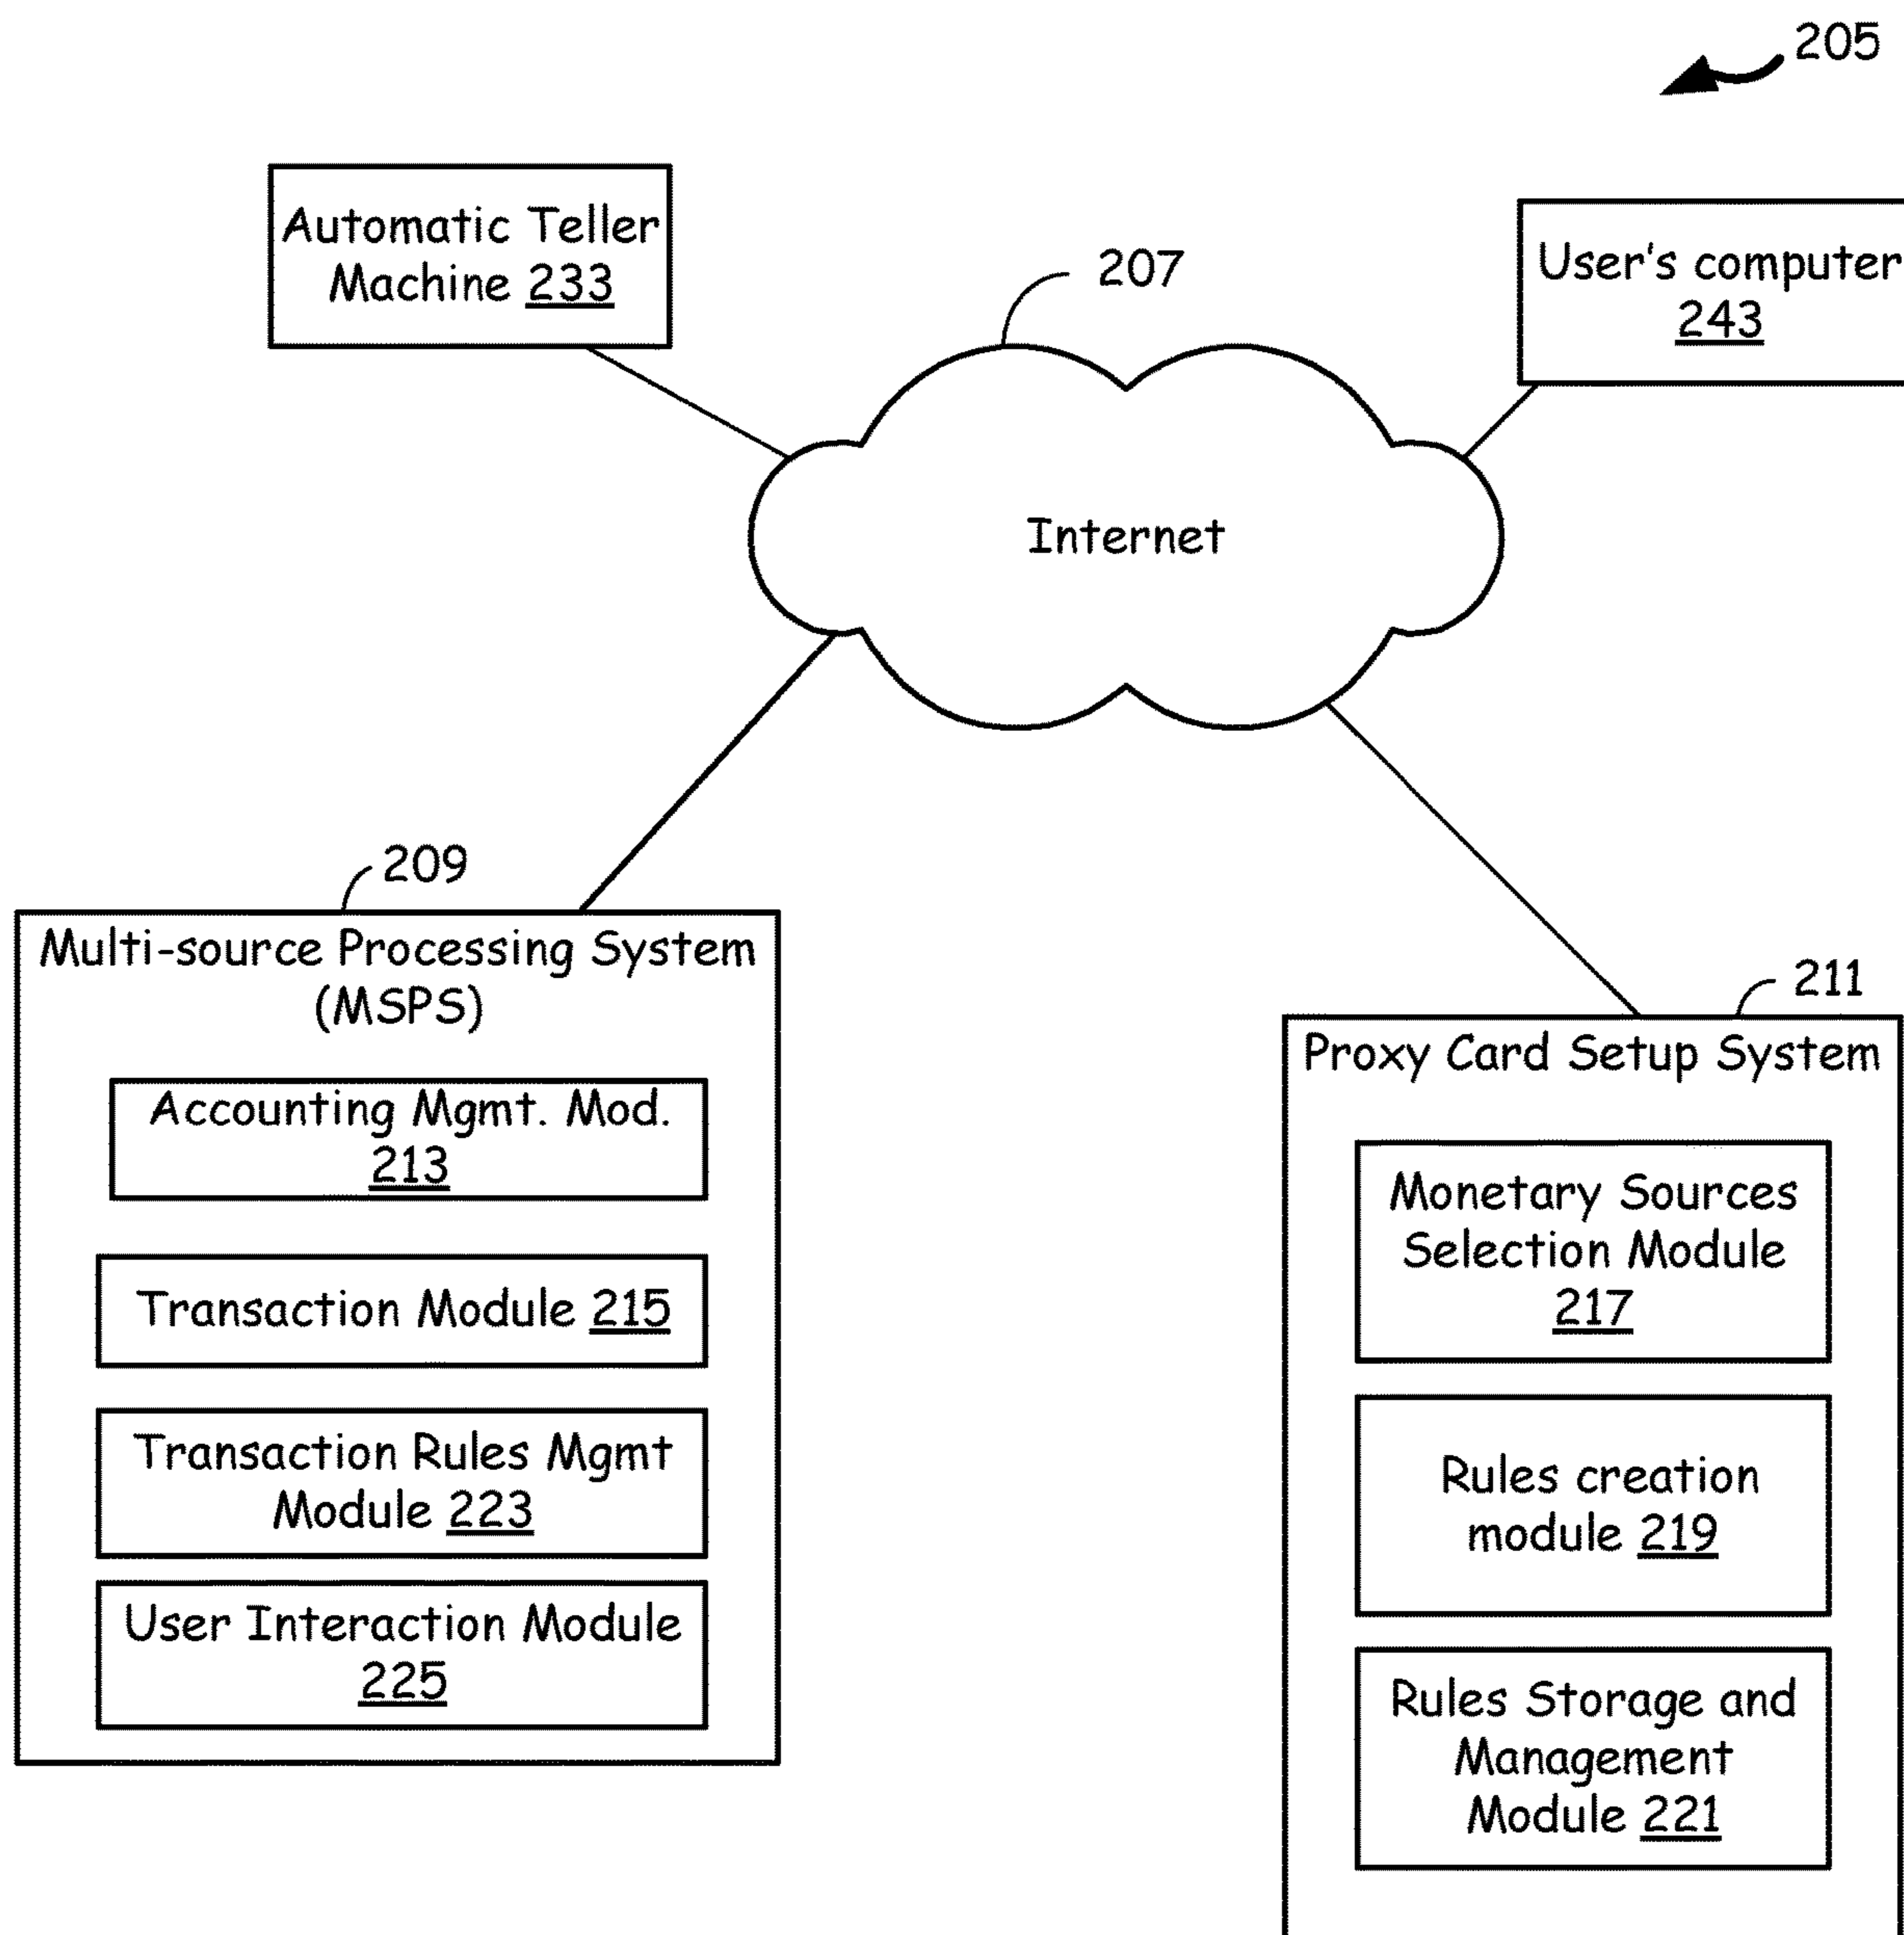 205
Automatic Teller
Machine 233
207
User's computer
243
Internet
209
Multi-source Processing System
(MSPS)
Accounting Mgmt. Mod.
213
Transaction Module 215
Transaction Rules Mgmt
Module 223
User Interaction Module
225
211
Proxy Card Setup System
Monetary Sources
Selection Module
217
Rules creation
module 219
Rules Storage and
Management
Module 221